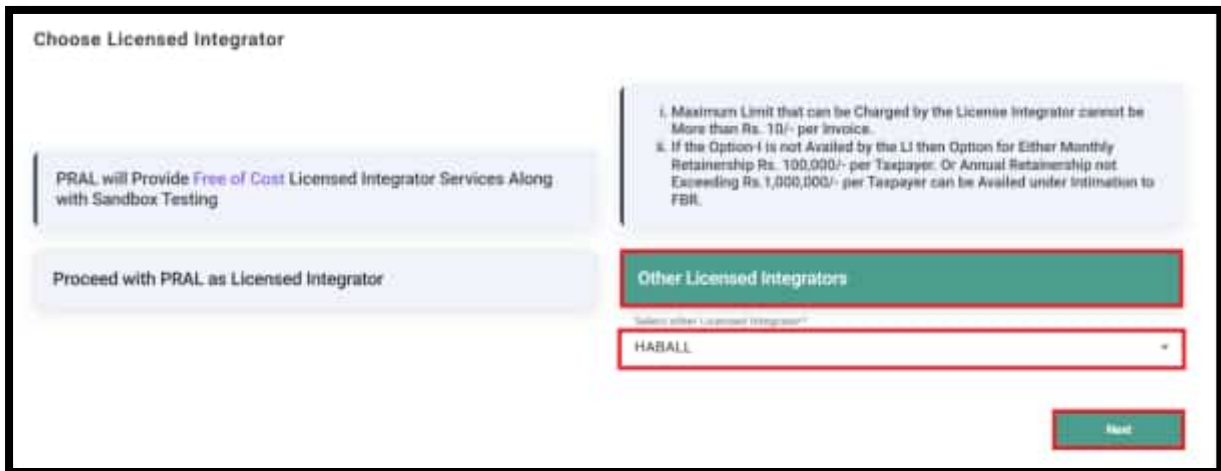 Choose Licensed Integrator
PRAL will Provide Free of Cost Licensed Integrator Services Along
with Sandbox Testing
i. Maximum Limit that can be Charged by the License Integrator cannot be
More than Rs. 10/- per Invoice.
ii. If the Option-I is not Availed by the LI then Option for Either Monthly
Retainership Rs. 100,000/- per Taxpayer. Or Annual Retainership not
Exceeding Rs.1,000,000/- per Taxpayer can be Availed under Intimation to
FBR.
Proceed with PRAL as Licensed Integrator
Other Licensed Integrators
Select other Licensed Integrator*
HABALL
Next